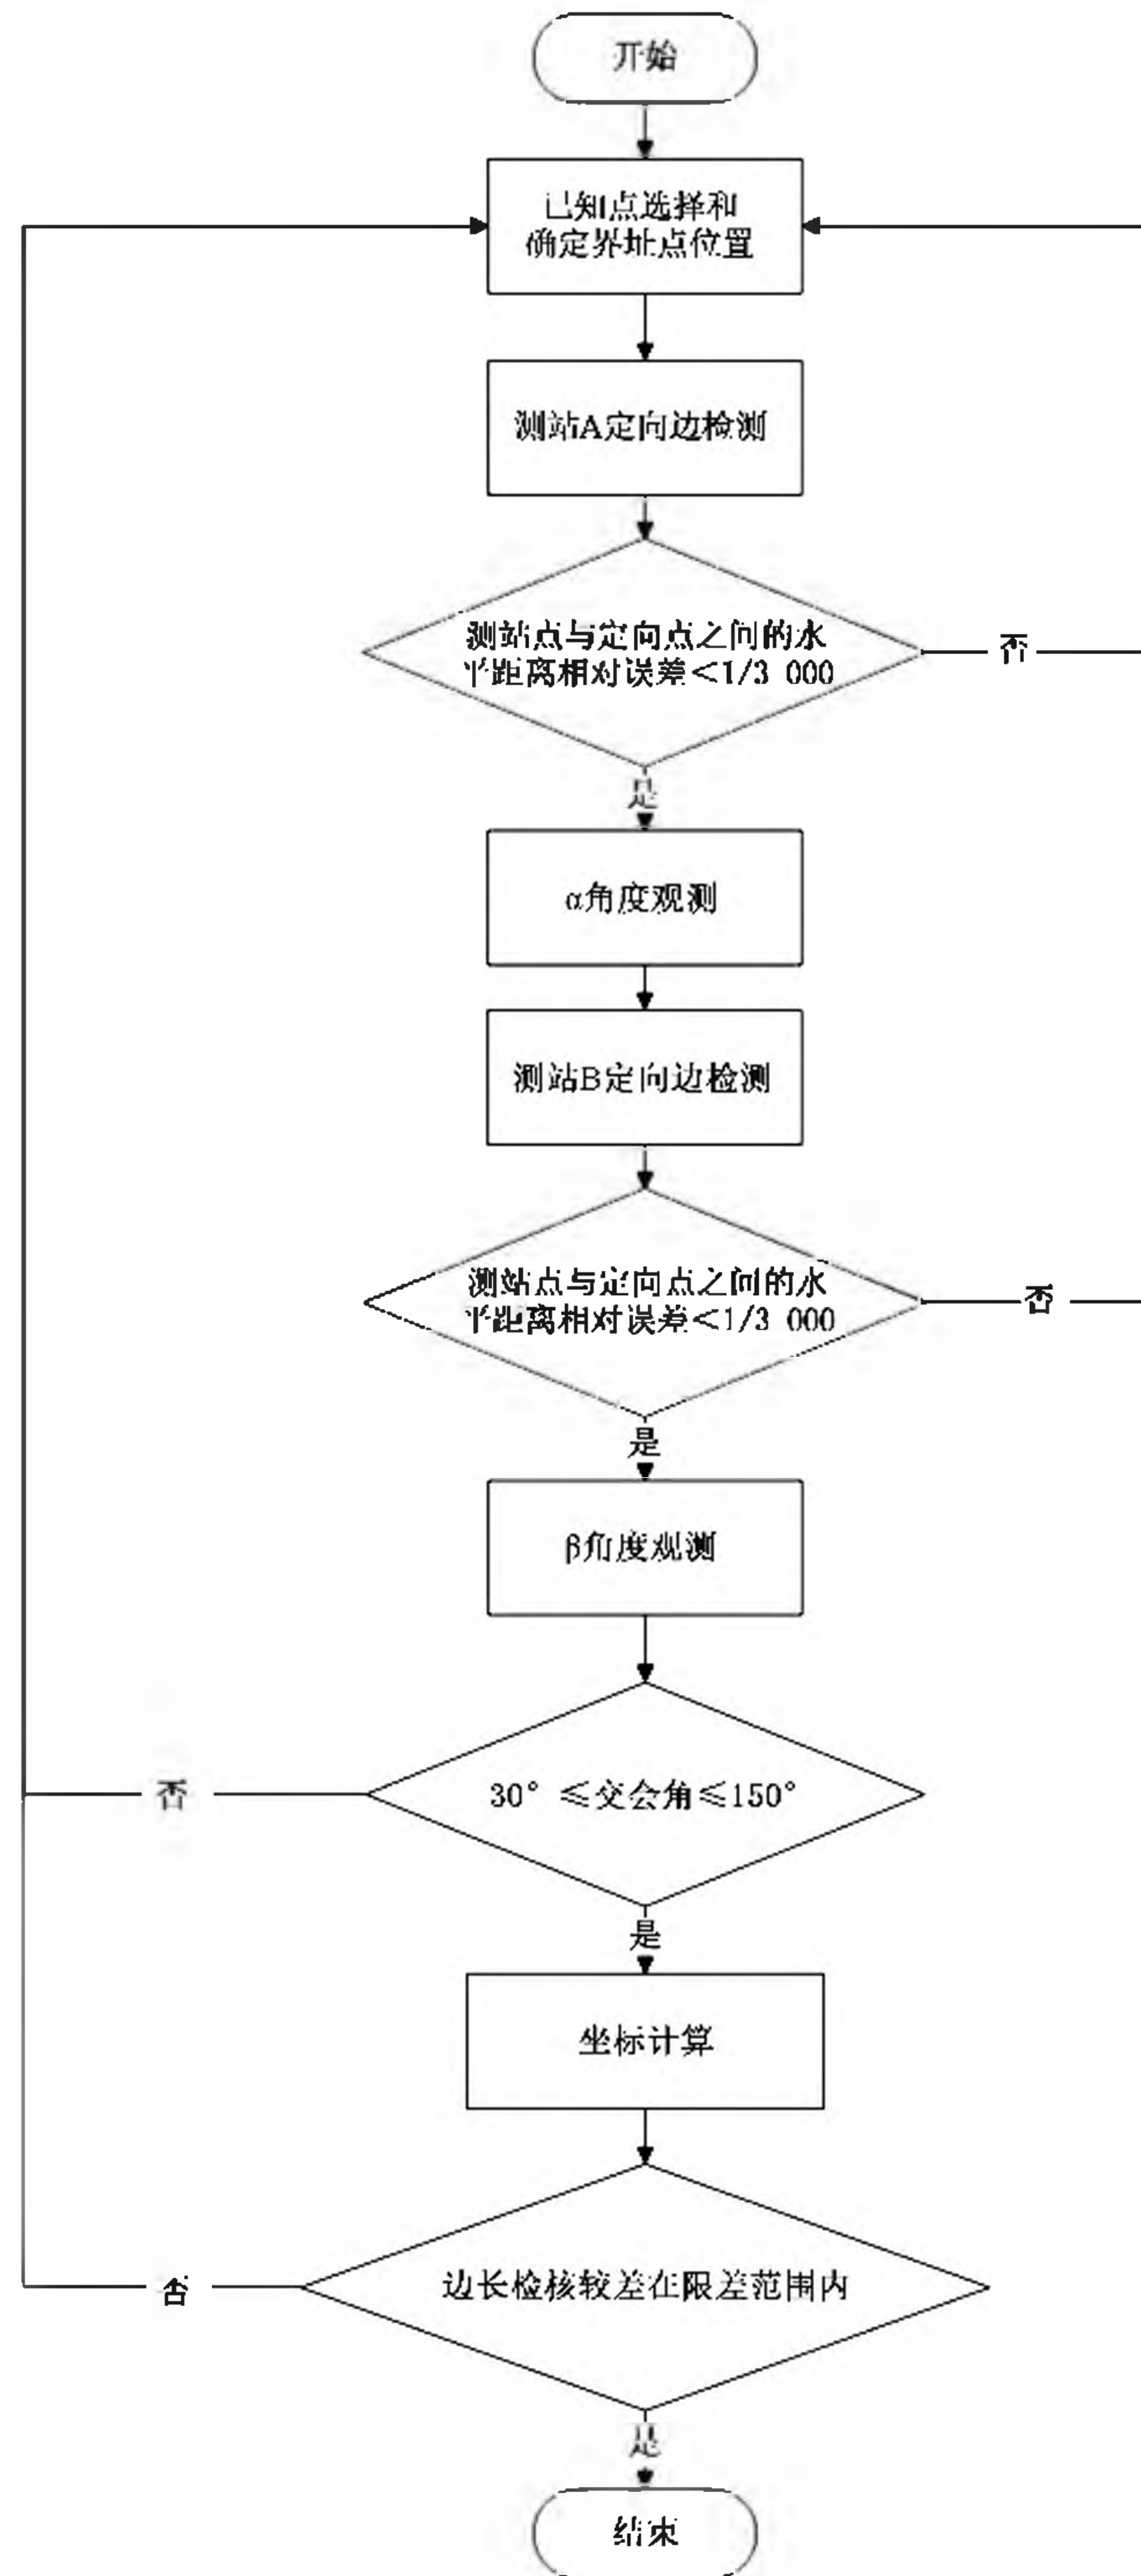 开始
已知点选择和
确定界址点位置
测站A定向边检测
测站点与定向点之间的水
平距离相对误差<1/3 000
否
是
α角度观测
测站B定向边检测
测站点与定向点之间的水
平距离相对误差<1/3 000
否
是
β角度观测
30°≤交会角≤150°
否
是
坐标计算
边长检核较差在限差范围内
否
是
结束